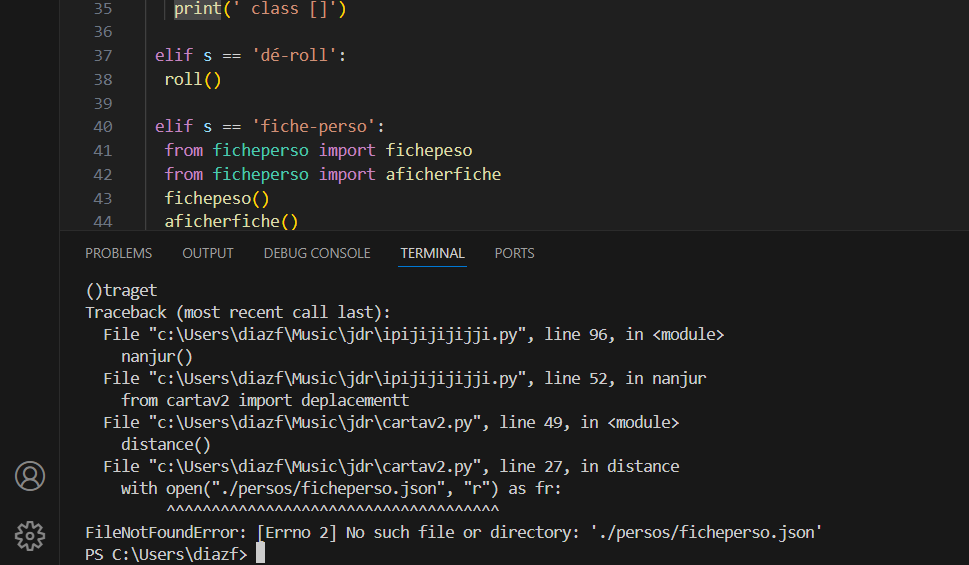 35 print(' class []')
36
37 elif s == 'dé-roll':
38 roll()
39
40 elif s == 'fiche-perso':
41 from ficheperso import fichepeso
42 from ficheperso import aficherfiche
43 fichepeso()
44 aficherfiche()
PROBLEMS OUTPUT DEBUG CONSOLE TERMINAL PORTS
()traget
Traceback (most recent call last):
File "c:\Users\diazf\Music\jdr\ipijijijijji.py", line 96, in <module>
nanjur()
File "c:\Users\diazf\Music\jdr\ipijijijijji.py", line 52, in nanjur
from cartav2 import deplacementt
File "c:\Users\diazf\Music\jdr\cartav2.py", line 49, in <module>
distance()
File "c:\Users\diazf\Music\jdr\cartav2.py", line 27, in distance
with open("./persos/ficheperso.json", "r") as fr:
^^^^^^^^^^^^^^^^^^^^^^^^^^^^^^^^^^^^^
FileNotFoundError: [Errno 2] No such file or directory: './persos/ficheperso.json'
PS C:\Users\diazf>